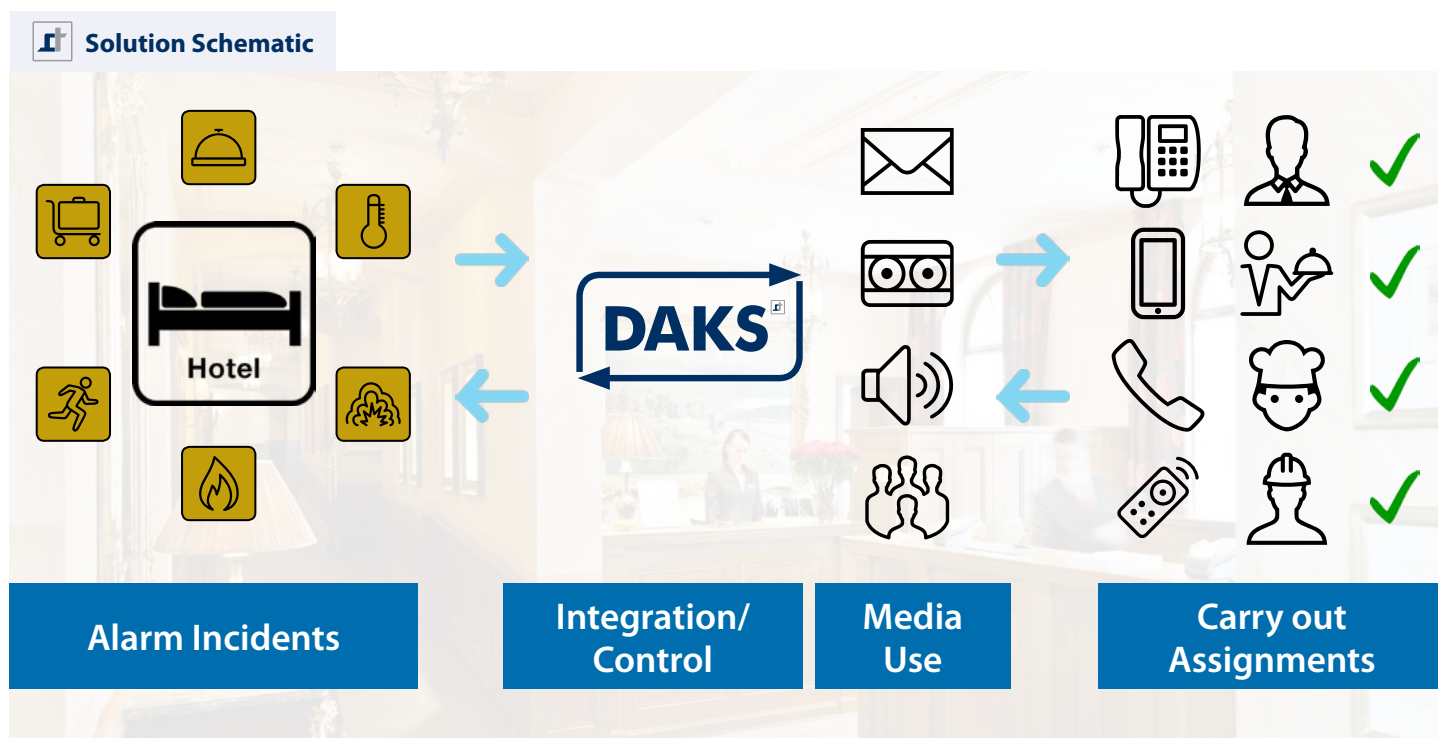 Solution Schematic
Hotel
DAKS
Alarm Incidents
Integration/
Control
Media
Use
Carry out
Assignments